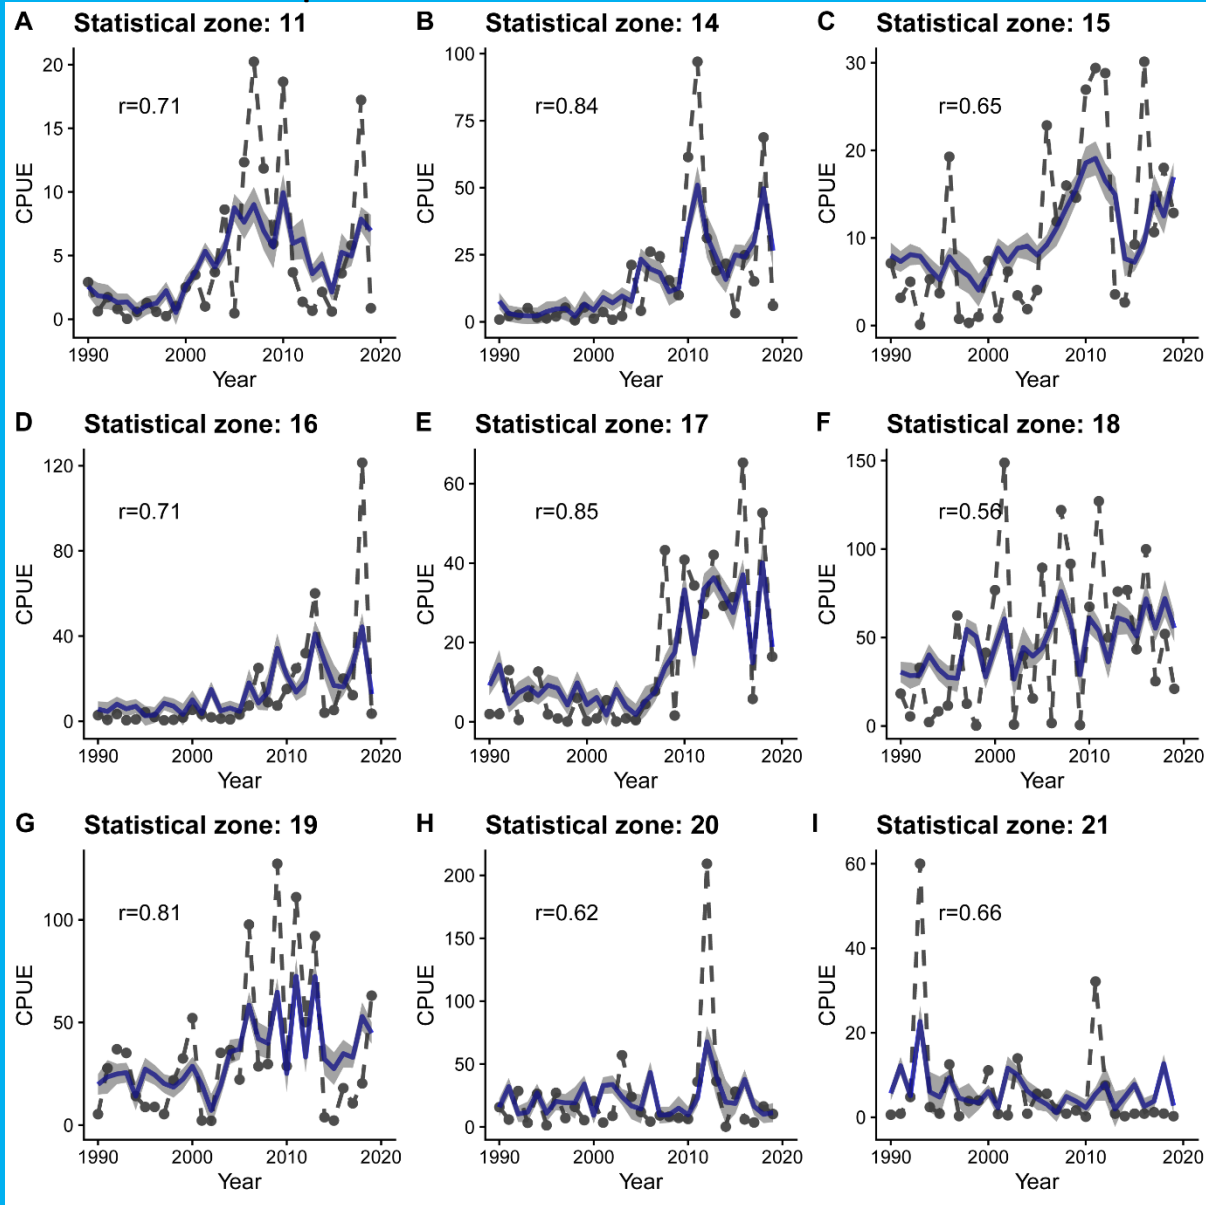 A Statistical zone: 11
20
15
10
5
0
CPUE
r=0.71
1990 2000 2010 2020
Year
B Statistical zone: 14
100
75
50
25
0
CPUE
r=0.84
1990 2000 2010 2020
Year
C Statistical zone: 15
30
20
10
0
CPUE
r=0.65
1990 2000 2010 2020
Year
D Statistical zone: 16
120
80
40
0
CPUE
r=0.71
1990 2000 2010 2020
Year
E Statistical zone: 17
60
40
20
0
CPUE
r=0.85
1990 2000 2010 2020
Year
F Statistical zone: 18
150
100
50
0
CPUE
r=0.56
1990 2000 2010 2020
Year
G Statistical zone: 19
100
50
0
CPUE
r=0.81
1990 2000 2010 2020
Year
H Statistical zone: 20
200
150
100
50
0
CPUE
r=0.62
1990 2000 2010 2020
Year
I Statistical zone: 21
60
40
20
0
CPUE
r=0.66
1990 2000 2010 2020
Year